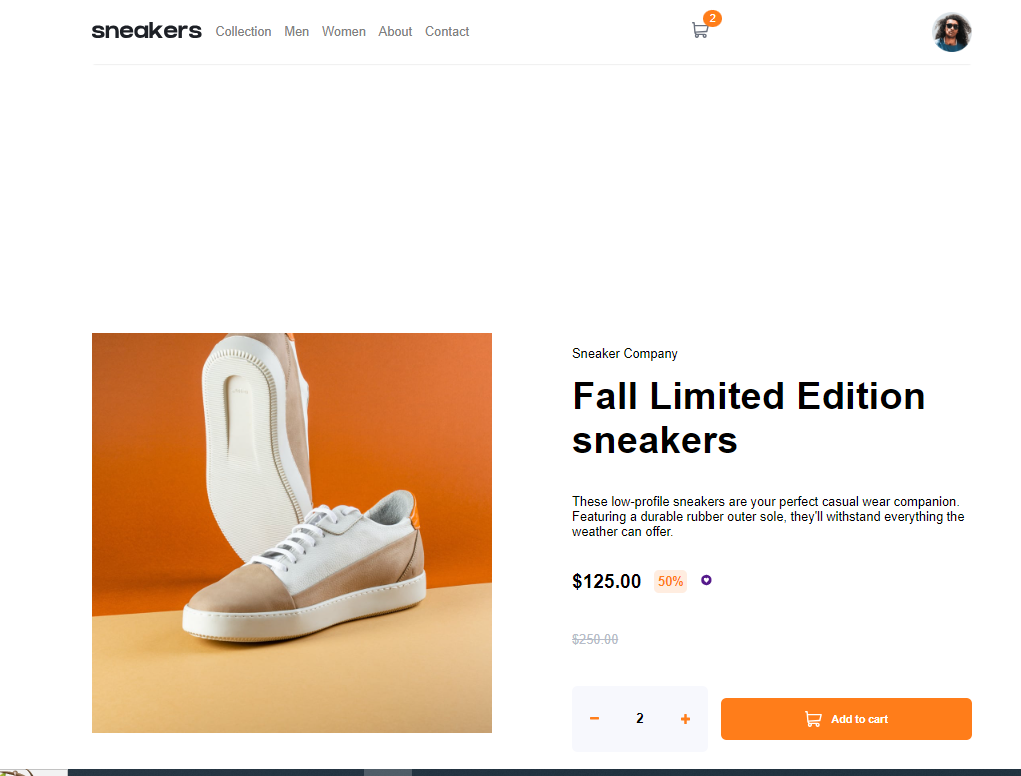 sneakers Collection Men Women About Contact 2
Sneaker Company
Fall Limited Edition
sneakers
These low-profile sneakers are your perfect casual wear companion.
Featuring a durable rubber outer sole, they'll withstand everything the
weather can offer.
$125.00 50%
$250.00
− 2 + Add to cart